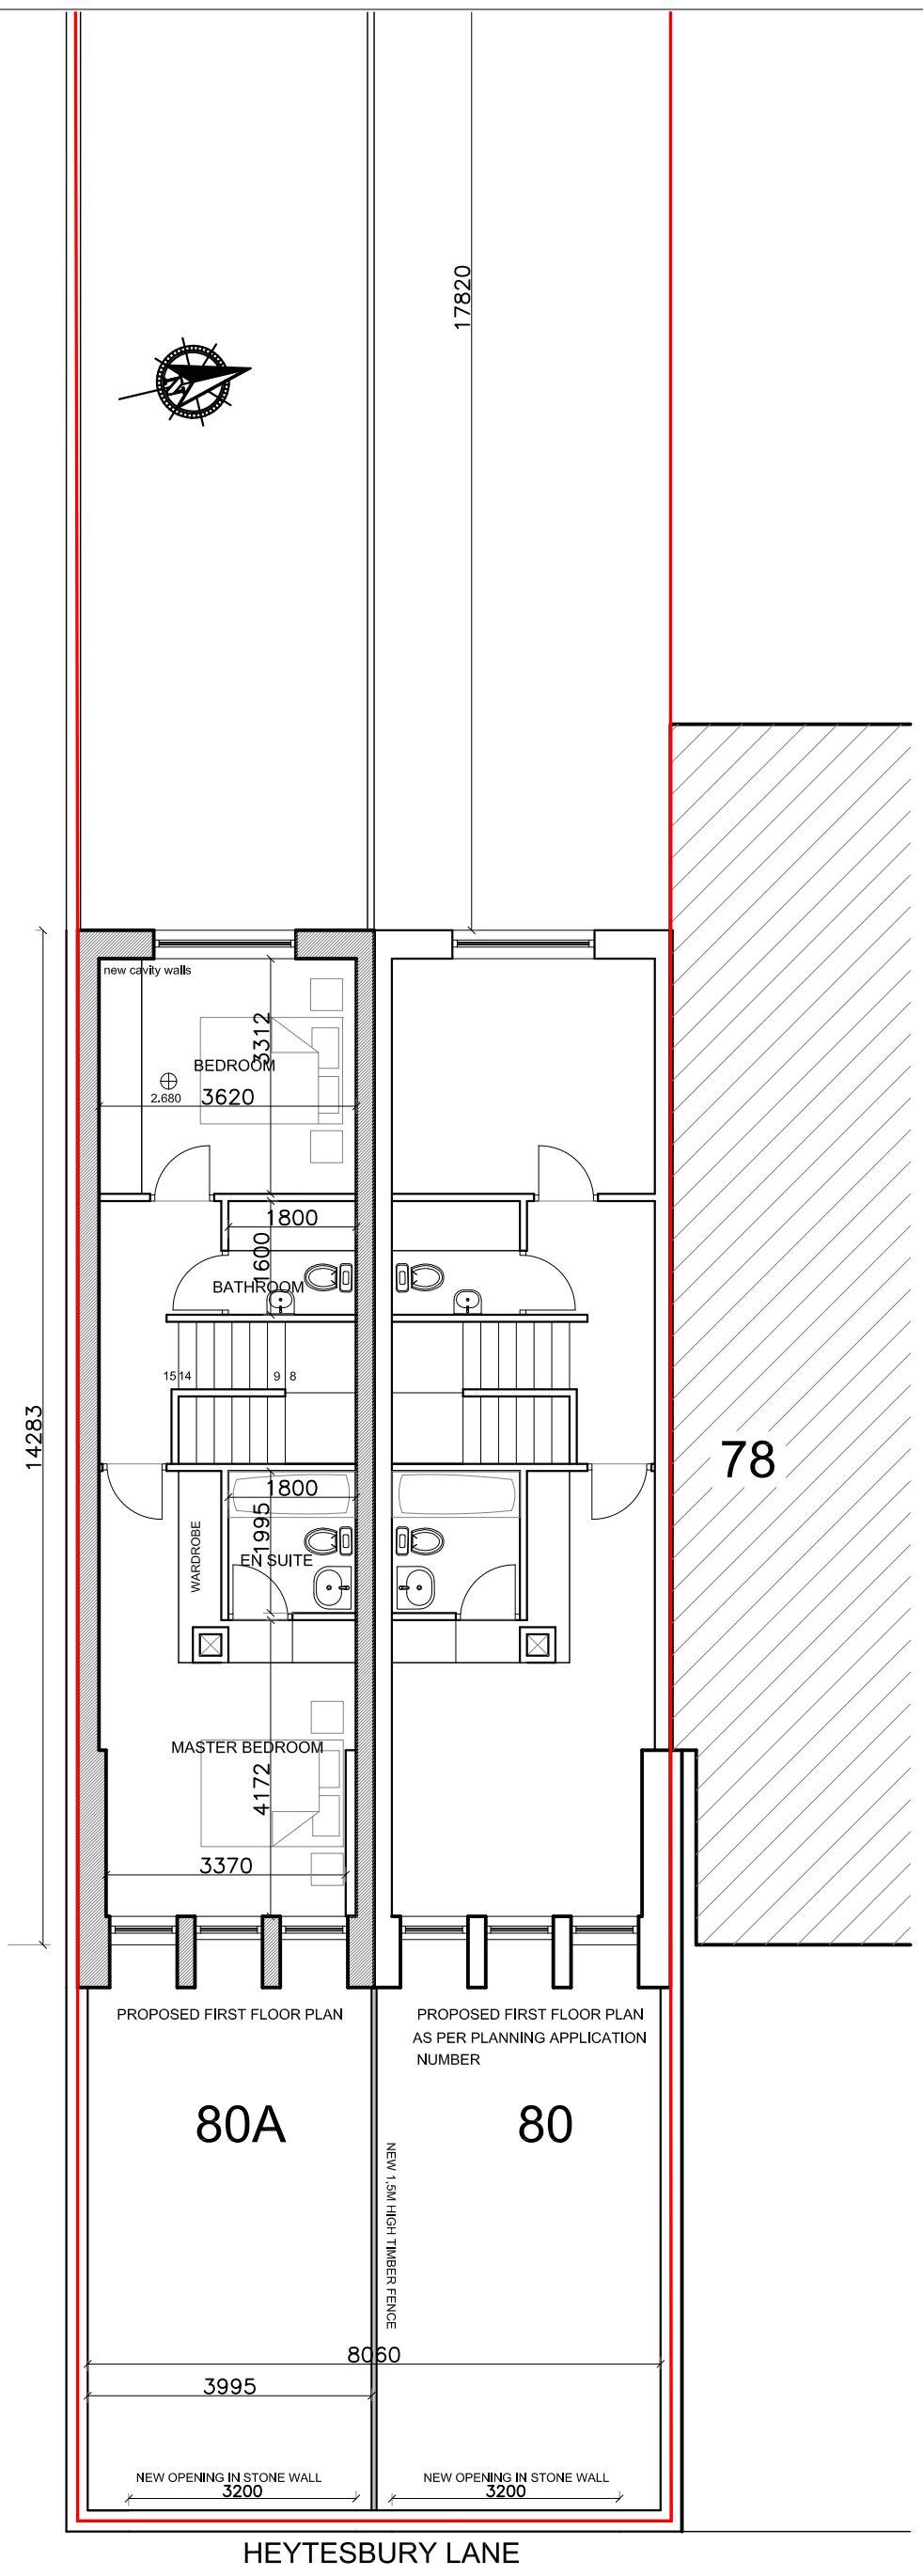 17820
N
new cavity walls
3312
BEDROOM
2.680
3620
1800
1600
BATHROOM
15 14 9 8
14283
78
1800
1995
WARDROBE
EN SUITE
MASTER BEDROOM
4172
3370
PROPOSED FIRST FLOOR PLAN
PROPOSED FIRST FLOOR PLAN
AS PER PLANNING APPLICATION
NUMBER
80A
80
NEW 1,5M HIGH TIMBER FENCE
8060
3995
NEW OPENING IN STONE WALL
3200
NEW OPENING IN STONE WALL
3200
HEYTESBURY LANE